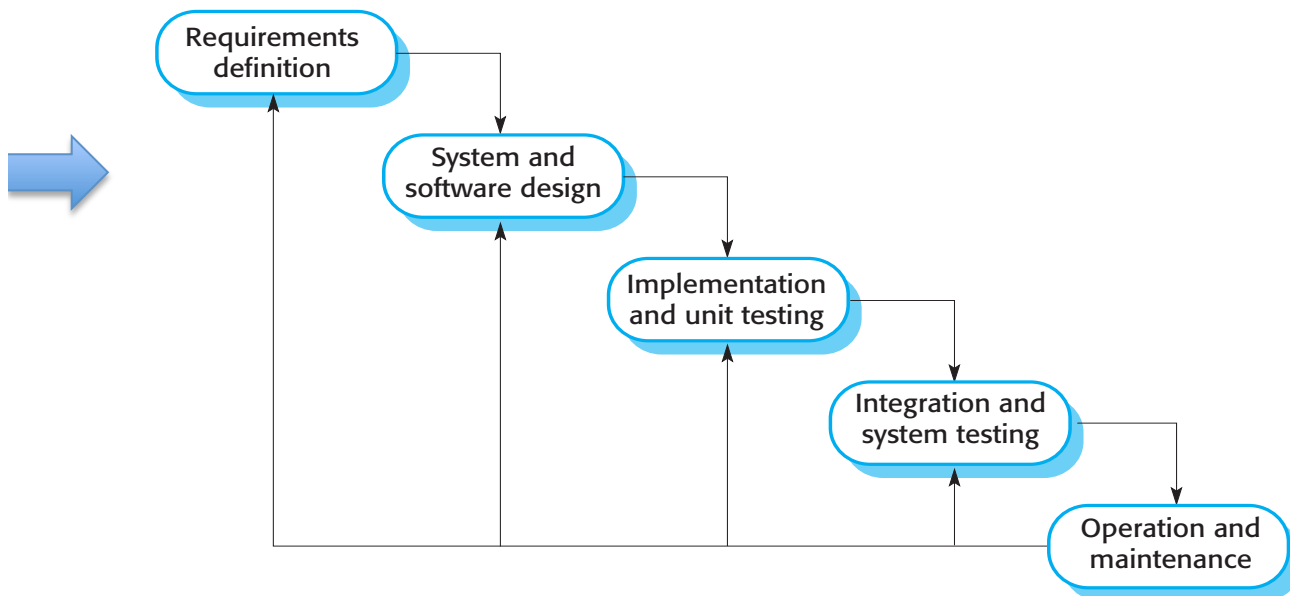 Requirements
definition
System and
software design
Implementation
and unit testing
Integration and
system testing
Operation and
maintenance